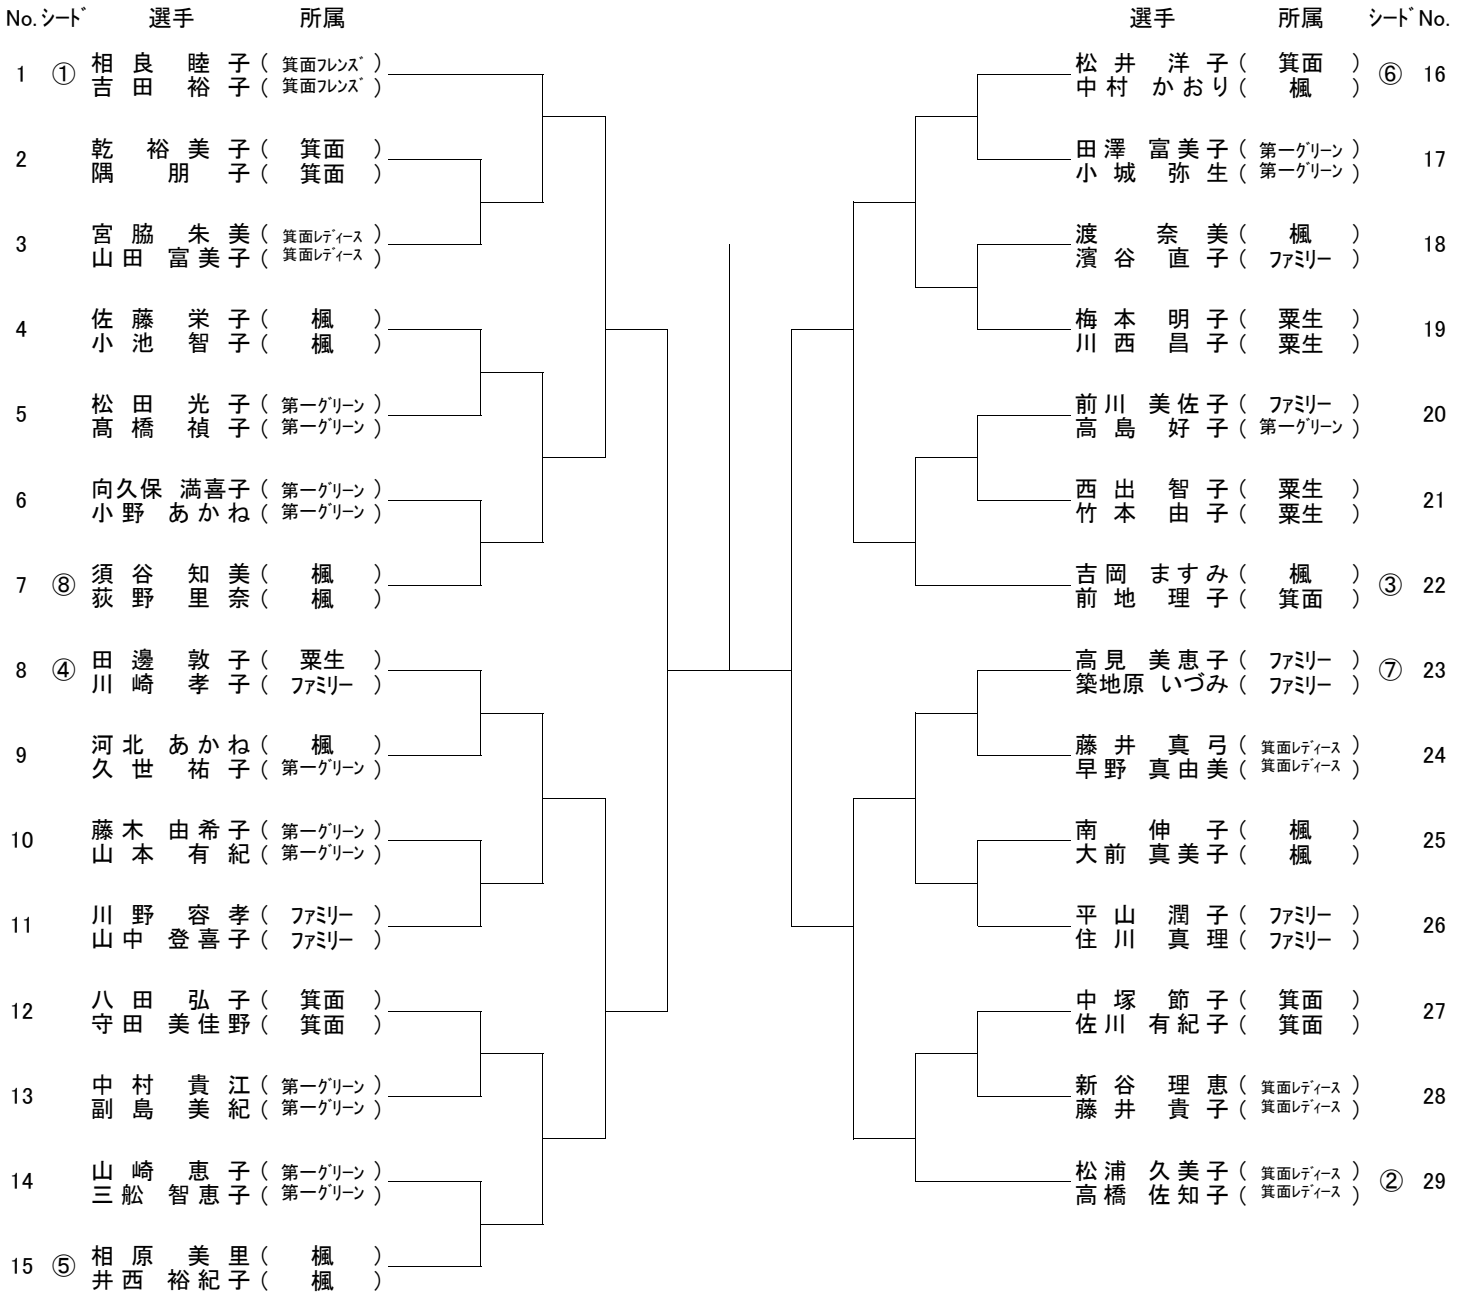 No. シード 選手 所属
1 ① 相良 睦子 ( 箕面フレンズ )
吉田 裕子 ( 箕面フレンズ )
2 乾 裕美子 ( 箕面 )
隅 朋子 ( 箕面 )
3 宮脇 朱美 ( 箕面レディース )
山田 富美子 ( 箕面レディース )
4 佐藤 栄子 ( 楓 )
小池 智子 ( 楓 )
5 松田 光子 ( 第一グリーン )
髙橋 禎子 ( 第一グリーン )
6 向久保 満喜子 ( 第一グリーン )
小野 あかね ( 第一グリーン )
7 ⑧ 須谷 知美 ( 楓 )
荻野 里奈 ( 楓 )
8 ④ 田邊 敦子 ( 粟生 )
川崎 孝子 ( ファミリー )
9 河北 あかね ( 楓 )
久世 祐子 ( 第一グリーン )
10 藤木 由希子 ( 第一グリーン )
山本 有紀 ( 第一グリーン )
11 川野 容孝 ( ファミリー )
山中 登喜子 ( ファミリー )
12 八田 弘子 ( 箕面 )
守田 美佳野 ( 箕面 )
13 中村 貴江 ( 第一グリーン )
副島 美紀 ( 第一グリーン )
14 山崎 恵子 ( 第一グリーン )
三舩 智恵子 ( 第一グリーン )
15 ⑤ 相原 美里 ( 楓 )
井西 裕紀子 ( 楓 )
選手 所属 シード No.
松井 洋子 ( 箕面 ) ⑥ 16
中村 かおり ( 楓 )
田澤 富美子 ( 第一グリーン ) 17
小城 弥生 ( 第一グリーン )
渡 奈美 ( 楓 ) 18
濱谷 直子 ( ファミリー )
梅本 明子 ( 粟生 ) 19
川西 昌子 ( 粟生 )
前川 美佐子 ( ファミリー ) 20
高島 好子 ( 第一グリーン )
西出 智子 ( 粟生 ) 21
竹本 由子 ( 粟生 )
吉岡 ますみ ( 楓 ) ③ 22
前地 理子 ( 箕面 )
高見 美恵子 ( ファミリー ) ⑦ 23
築地原 いづみ ( ファミリー )
藤井 真弓 ( 箕面レディース ) 24
早野 真由美 ( 箕面レディース )
南 伸子 ( 楓 ) 25
大前 真美子 ( 楓 )
平山 潤子 ( ファミリー ) 26
住川 真理 ( ファミリー )
中塚 節子 ( 箕面 ) 27
佐川 有紀子 ( 箕面 )
新谷 理恵 ( 箕面レディース ) 28
藤井 貴子 ( 箕面レディース )
松浦 久美子 ( 箕面レディース ) ② 29
高橋 佐知子 ( 箕面レディース )